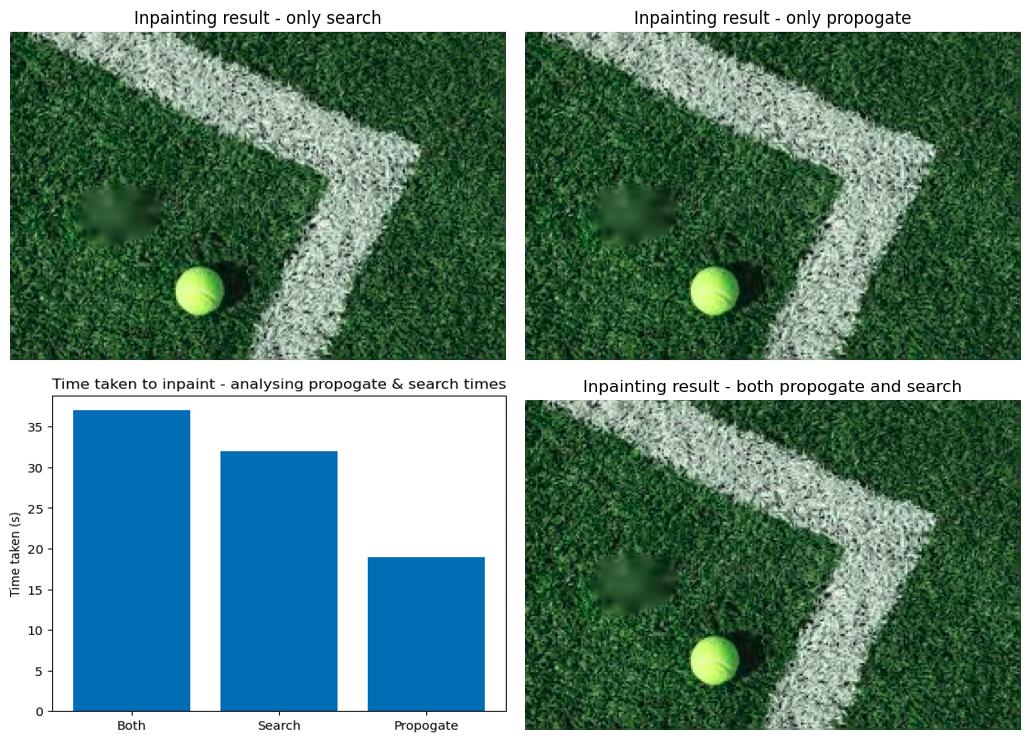 Inpainting result - only search
Inpainting result - only propogate
Time taken to inpaint - analysing propogate & search times
Time taken (s)
35
30
25
20
15
10
5
0
Both
Search
Propogate
Inpainting result - both propogate and search